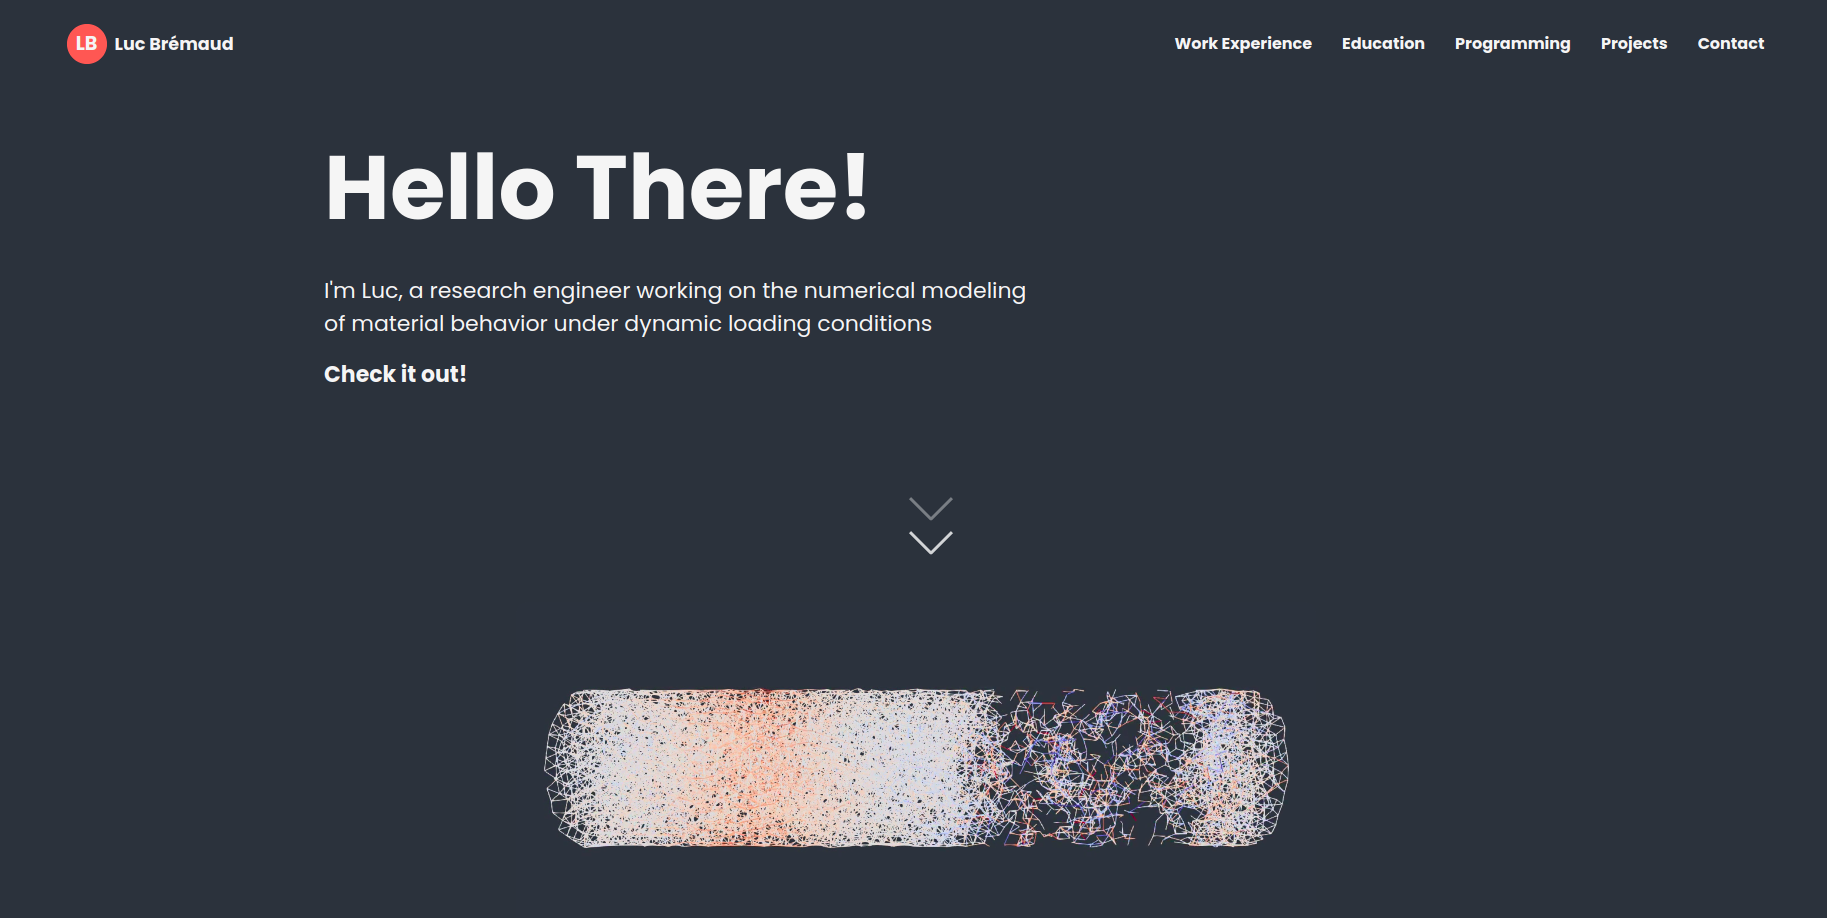 LB Luc Brémaud
Work Experience Education Programming Projects Contact
Hello There!
I'm Luc, a research engineer working on the numerical modeling
of material behavior under dynamic loading conditions
Check it out!